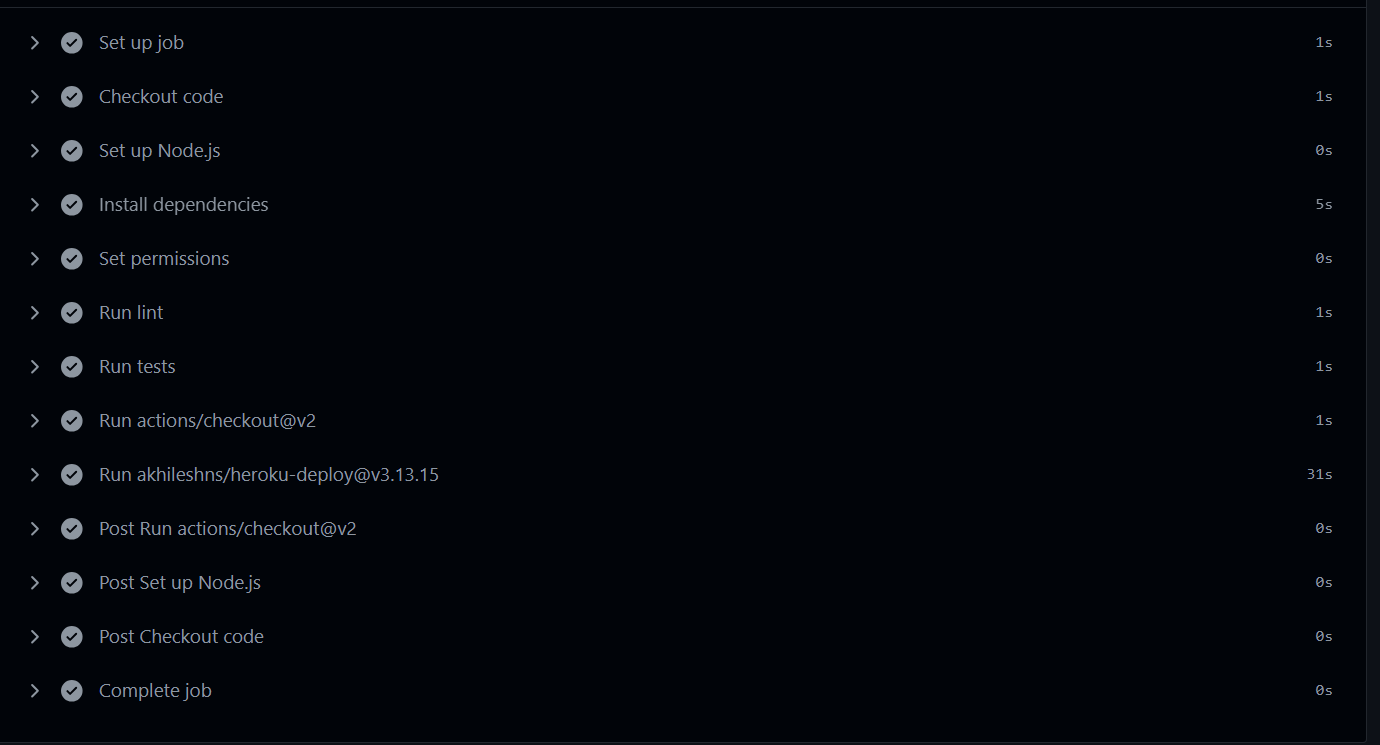 Set up job 1s
Checkout code 1s
Set up Node.js 0s
Install dependencies 5s
Set permissions 0s
Run lint 1s
Run tests 1s
Run actions/checkout@v2 1s
Run akhileshns/heroku-deploy@v3.13.15 31s
Post Run actions/checkout@v2 0s
Post Set up Node.js 0s
Post Checkout code 0s
Complete job 0s